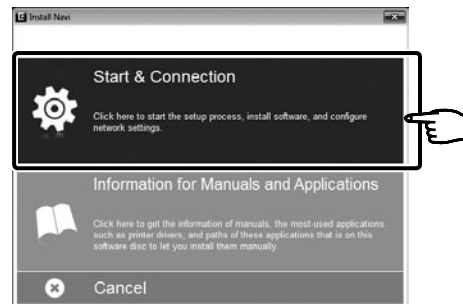 Install Navi
Start & Connection
Click here to start the setup process, install software, and configure
network settings.
Information for Manuals and Applications
Click here to get the information of manuals, the most-used applications
such as printer drivers, and paths of these applications that is on this
software disc to let you install them manually.
Cancel